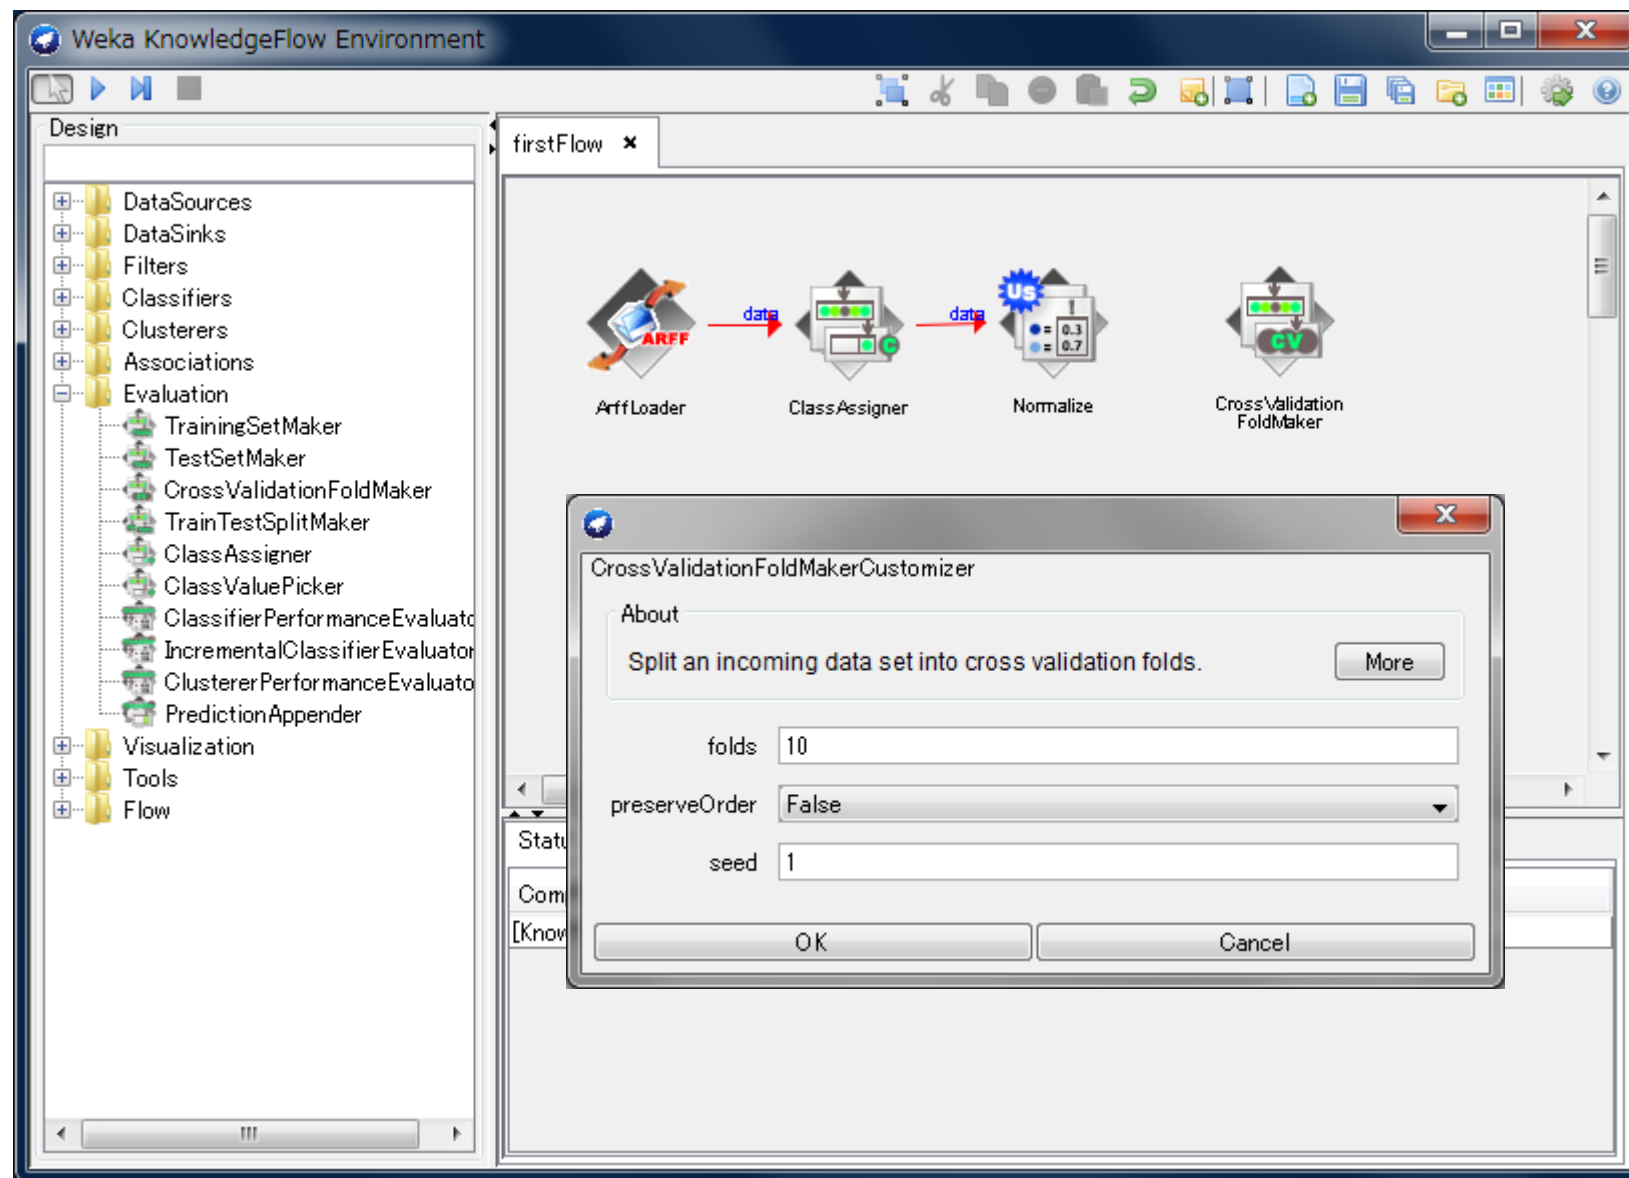 Weka KnowledgeFlow Environment
Design
firstFlow
DataSources
DataSinks
Filters
Classifiers
Clusterers
Associations
Evaluation
TrainingSetMaker
TestSetMaker
CrossValidationFoldMaker
TrainTestSplitMaker
ClassAssigner
ClassValuePicker
ClassifierPerformanceEvaluato
IncrementalClassifierEvaluator
ClustererPerformanceEvaluato
PredictionAppender
Visualization
Tools
Flow
data
data
ARFF
C
Us
! 
= 0.3
= 0.7
CV
ArffLoader
ClassAssigner
Normalize
CrossValidation
FoldMaker
CrossValidationFoldMakerCustomizer
About
Split an incoming data set into cross validation folds.
More
folds
10
preserveOrder
False
seed
1
OK
Cancel
Statu
Com
[Know